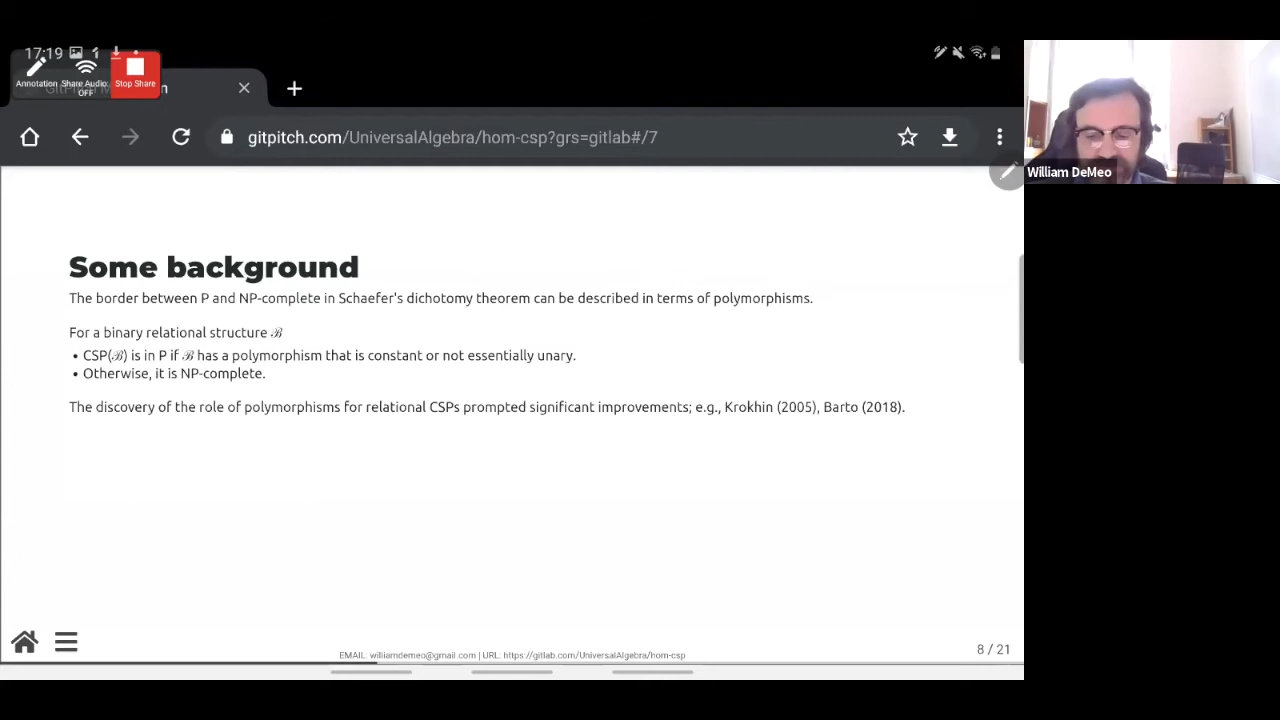 17:19
Annotation Share Audio: OFF Stop Share
gitpitch.com/UniversalAlgebra/hom-csp?grs=gitlab#/7
William DeMeo
Some background
The border between P and NP-complete in Schaefer's dichotomy theorem can be described in terms of polymorphisms.
For a binary relational structure ℬ
• CSP(ℬ) is in P if ℬ has a polymorphism that is constant or not essentially unary.
• Otherwise, it is NP-complete.
The discovery of the role of polymorphisms for relational CSPs prompted significant improvements; e.g., Krokhin (2005), Barto (2018).
EMAIL: williamdemeo@gmail.com | URL: https://gitlab.com/UniversalAlgebra/hom-csp
8 / 21